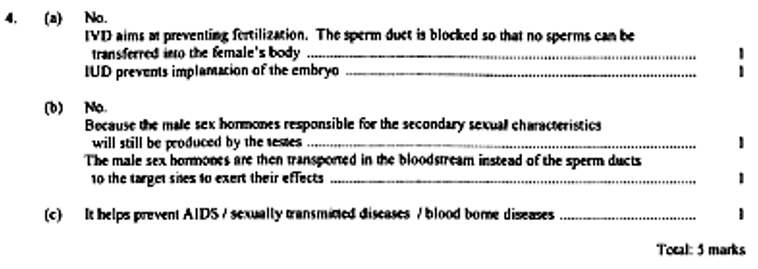 4. (a) No.
IVD aims at preventing fertilization. The sperm duct is blocked so that no sperms can be
transferred into the female's body ........................ 1
IUD prevents implantation of the embryo ........................ 1
(b) No.
Because the male sex hormones responsible for the secondary sexual characteristics
will still be produced by the testes ........................ 1
The male sex hormones are then transported in the bloodstream instead of the sperm ducts
to the target sites to exert their effects ........................ 1
(c) It helps prevent AIDS / sexually transmitted diseases / blood borne diseases ........................ 1
Total: 5 marks